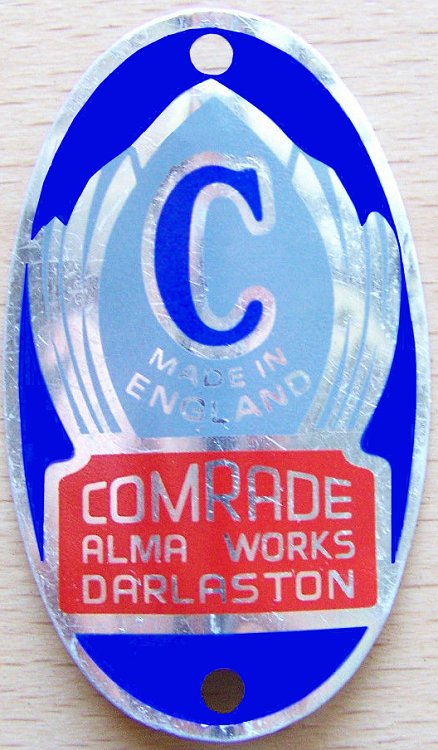 C
MADE IN
ENGLAND
COMRADE
ALMA WORKS
DARLASTON